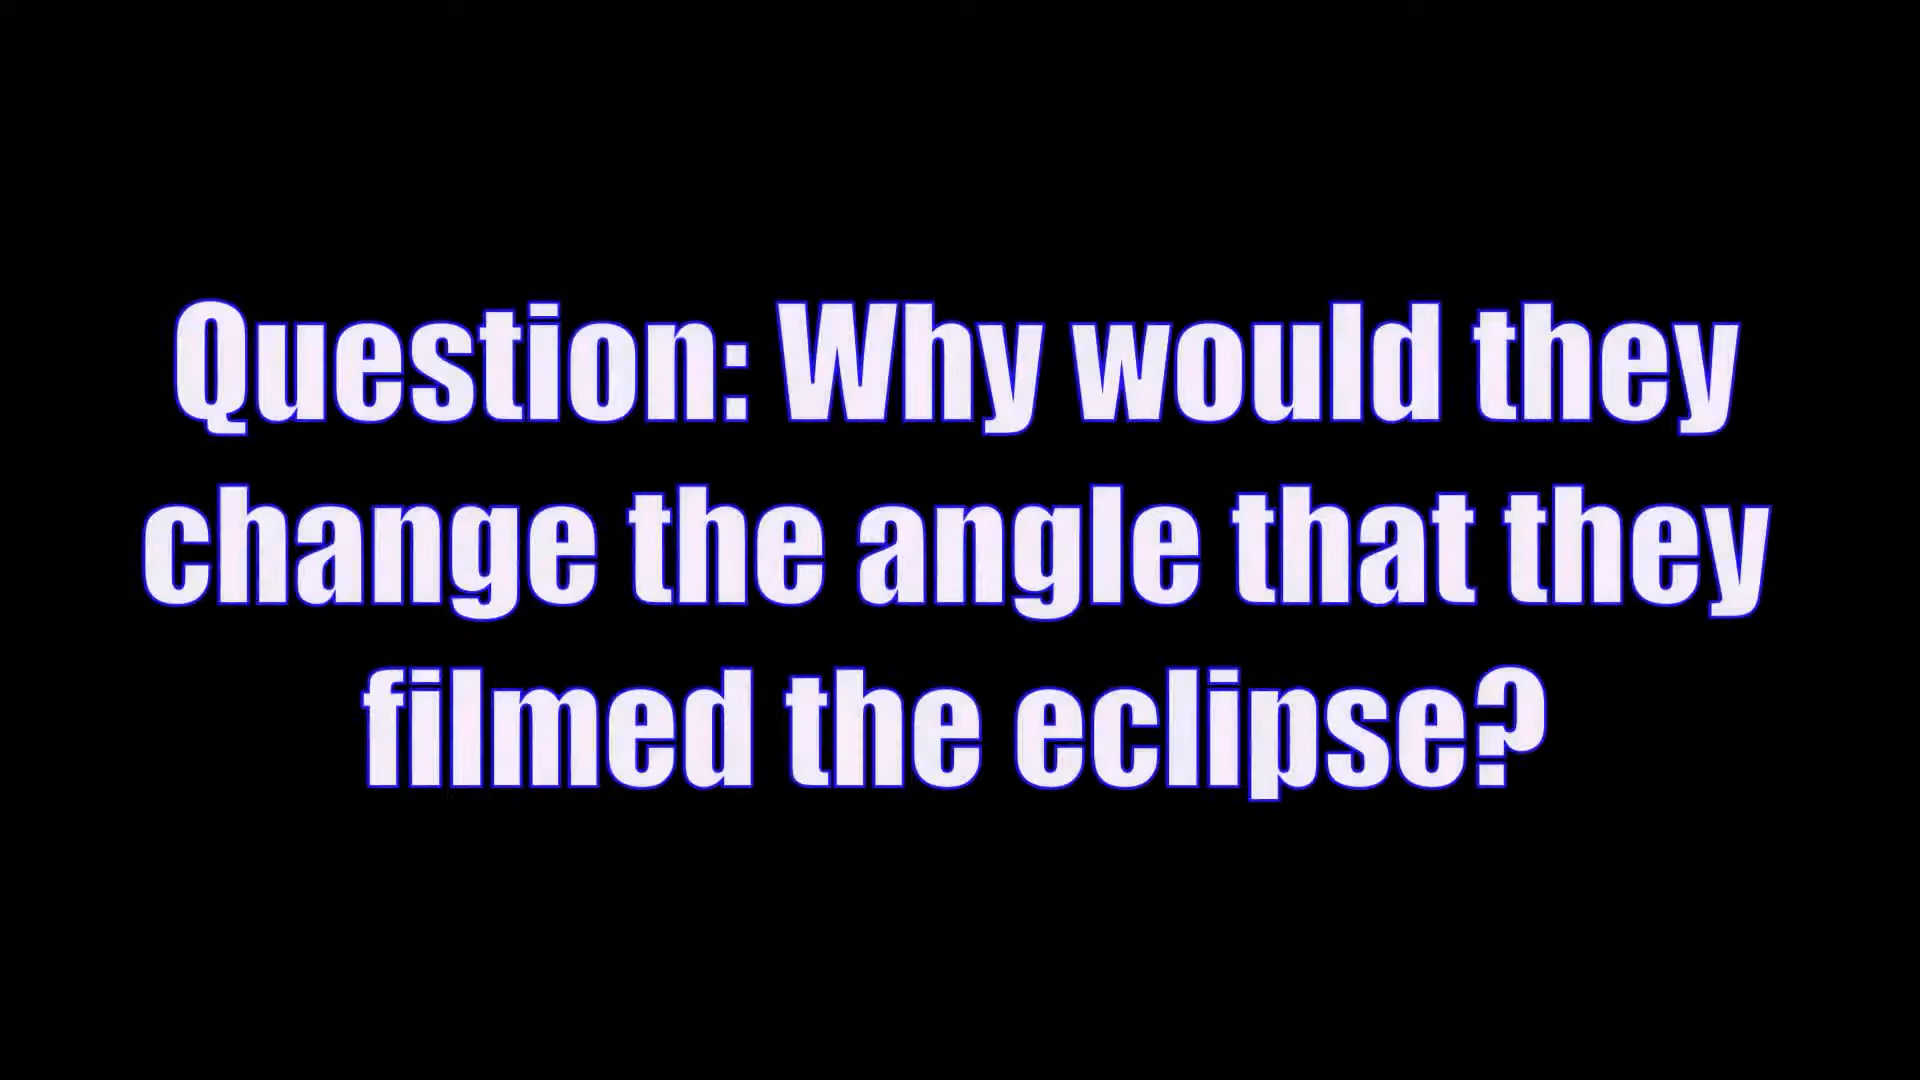 Question: Why would they
change the angle that they
filmed the eclipse?